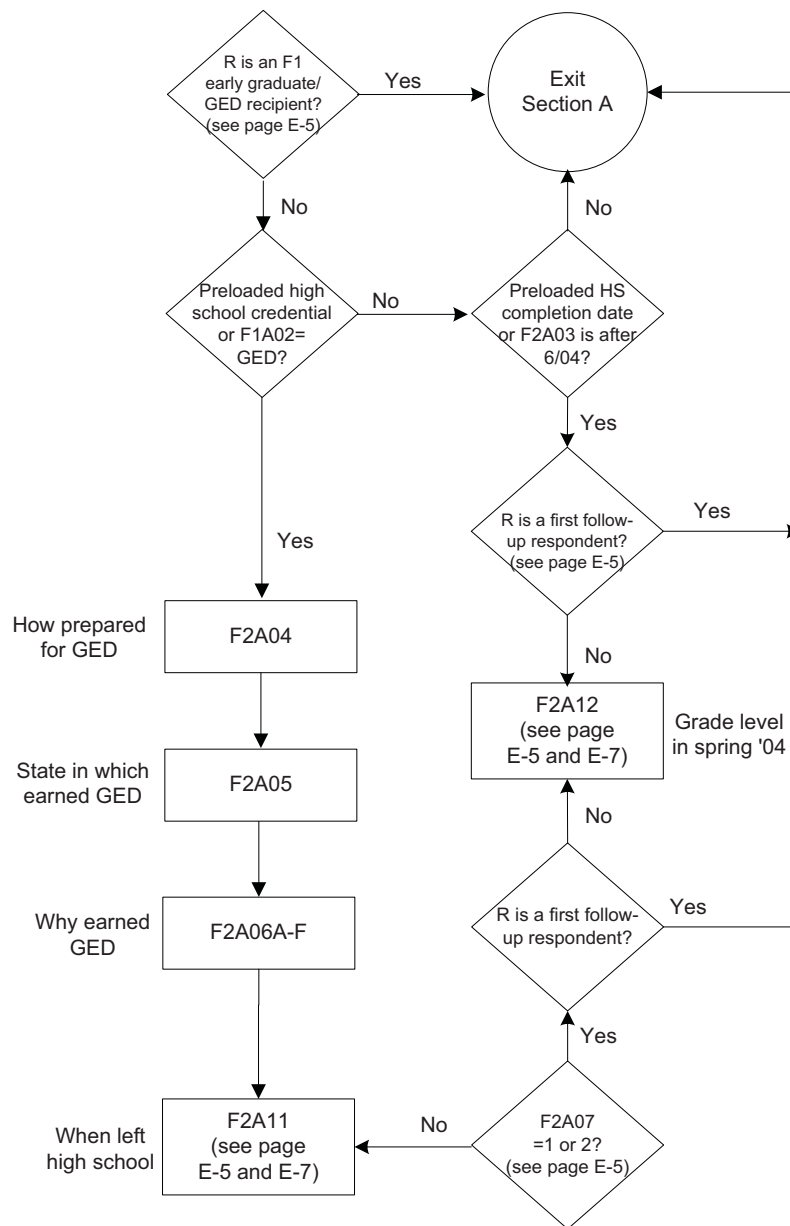 R is an F1
early graduate/
GED recipient?
(see page E-5)
Yes
Exit
Section A
No
No
Preloaded high
school credential
or F1A02=
GED?
No
Preloaded HS
completion date
or F2A03 is after
6/04?
Yes
R is a first follow-
up respondent?
(see page E-5)
Yes
Yes
How prepared
for GED
F2A04
No
F2A12
(see page
E-5 and E-7)
Grade level
in spring '04
State in which
earned GED
F2A05
No
Why earned
GED
F2A06A-F
R is a first follow-
up respondent?
Yes
Yes
When left
high school
F2A11
(see page
E-5 and E-7)
No
F2A07
=1 or 2?
(see page E-5)